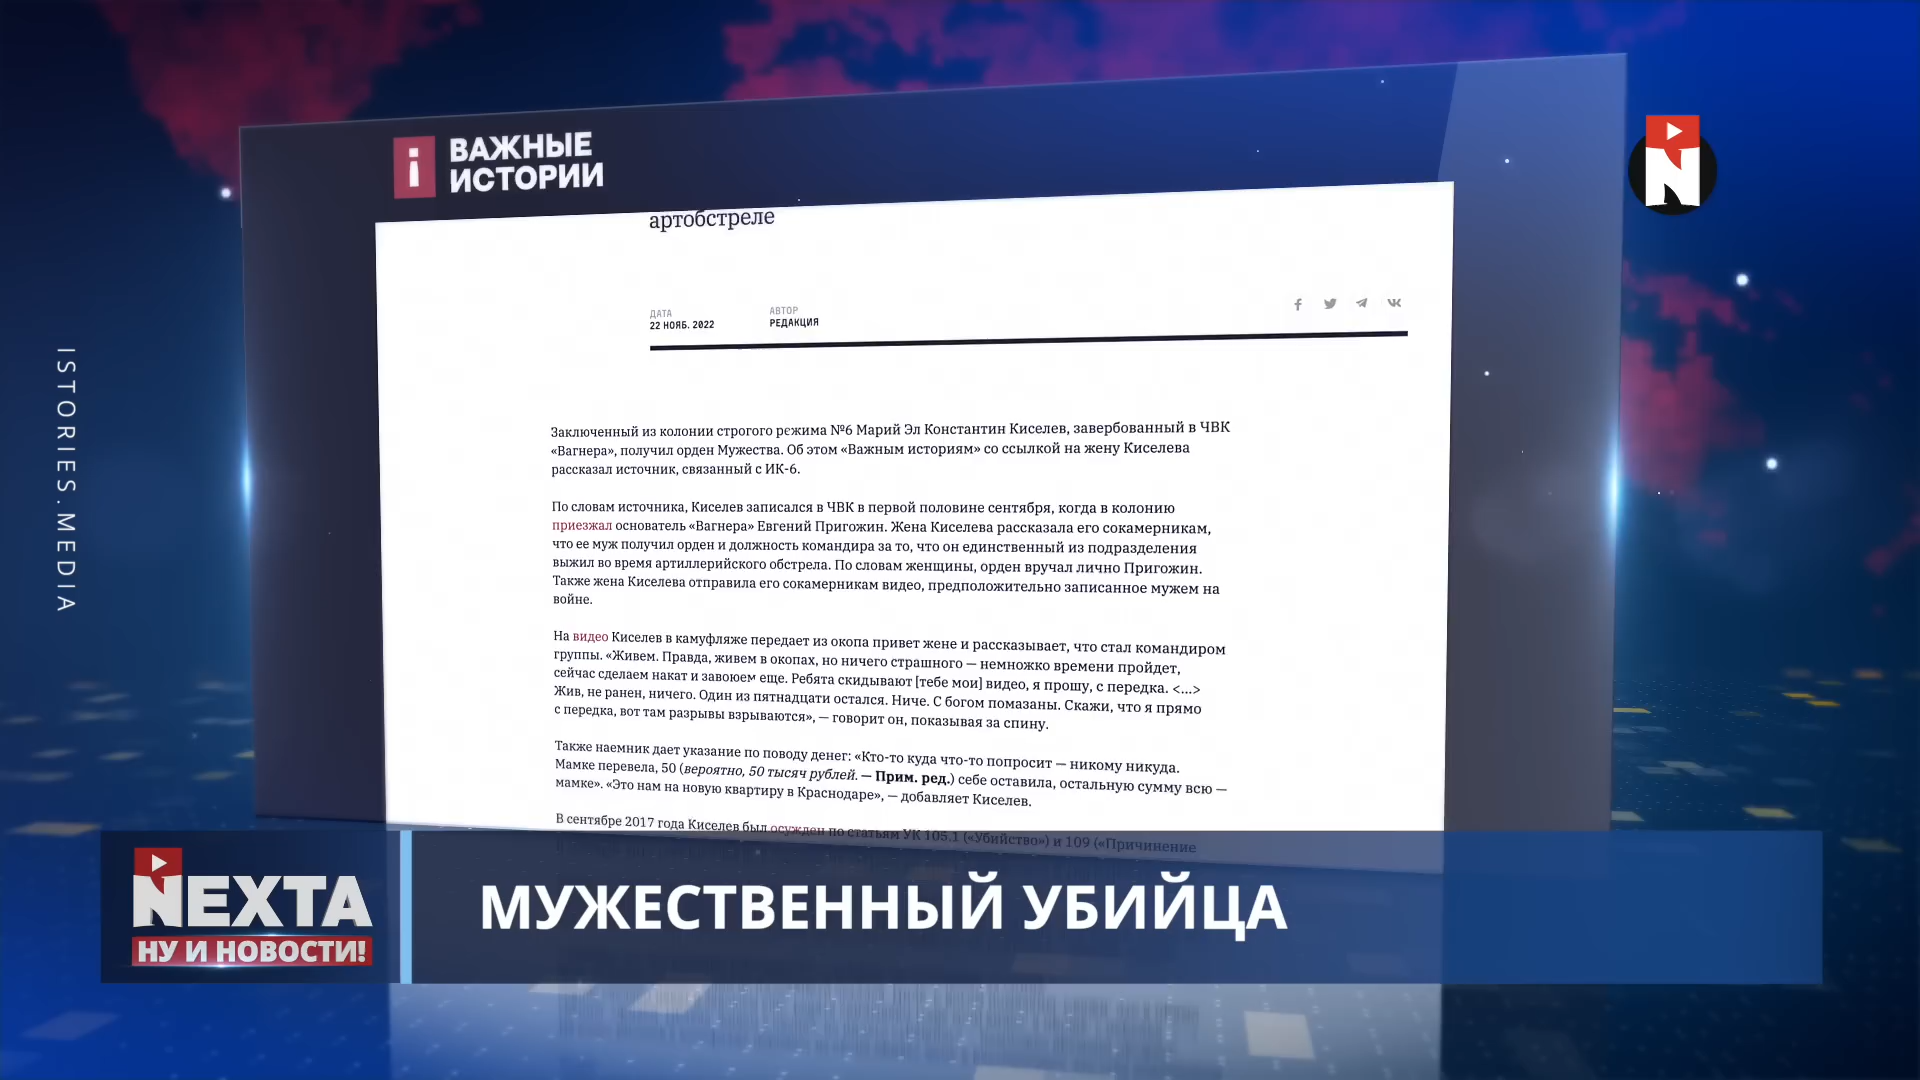 i ВАЖНЫЕ
ИСТОРИИ
N
ISTORIES.MEDIA
артобстреле
ДАТА
22 НОЯБ. 2022
АВТОР
РЕДАКЦИЯ
Заключенный из колонии строгого режима №6 Марий Эл Константин Киселев, завербованный в ЧВК
«Вагнера», получил орден Мужества. Об этом «Важным историям» со ссылкой на жену Киселева
рассказал источник, связанный с ИК-6.
По словам источника, Киселев записался в ЧВК в первой половине сентября, когда в колонию
приезжал основатель «Вагнера» Евгений Пригожин. Жена Киселева рассказала его сокамерникам,
что ее муж получил орден и должность командира за то, что он единственный из подразделения
выжил во время артиллерийского обстрела. По словам женщины, орден вручал лично Пригожин.
Также жена Киселева отправила его сокамерникам видео, предположительно записанное мужем на
войне.
На видео Киселев в камуфляже передает из окопа привет жене и рассказывает, что стал командиром
группы. «Живем. Правда, живем в окопах, но ничего страшного — немножко времени пройдет,
сейчас сделаем накат и завоюем еще. Ребята скидывают [тебе мои] видео, я прошу, с передка. <...>
Жив, не ранен, ничего. Один из пятнадцати остался. Ниче. С богом помазаны. Скажи, что я прямо
с передка, вот там разрывы взрываются», — говорит он, показывая за спину.
Также наемник дает указание по поводу денег: «Кто-то куда что-то попросит — никому никуда.
Мамке перевела, 50 (вероятно, 50 тысяч рублей. — Прим. ред.) себе оставила, остальную сумму всю —
мамке». «Это нам на новую квартиру в Краснодаре», — добавляет Киселев.
В сентябре 2017 года Киселев был осужден по статьям УК 105.1 («Убийство») и 109 («Причинение
NEXTA
НУ И НОВОСТИ!
МУЖЕСТВЕННЫЙ УБИЙЦА